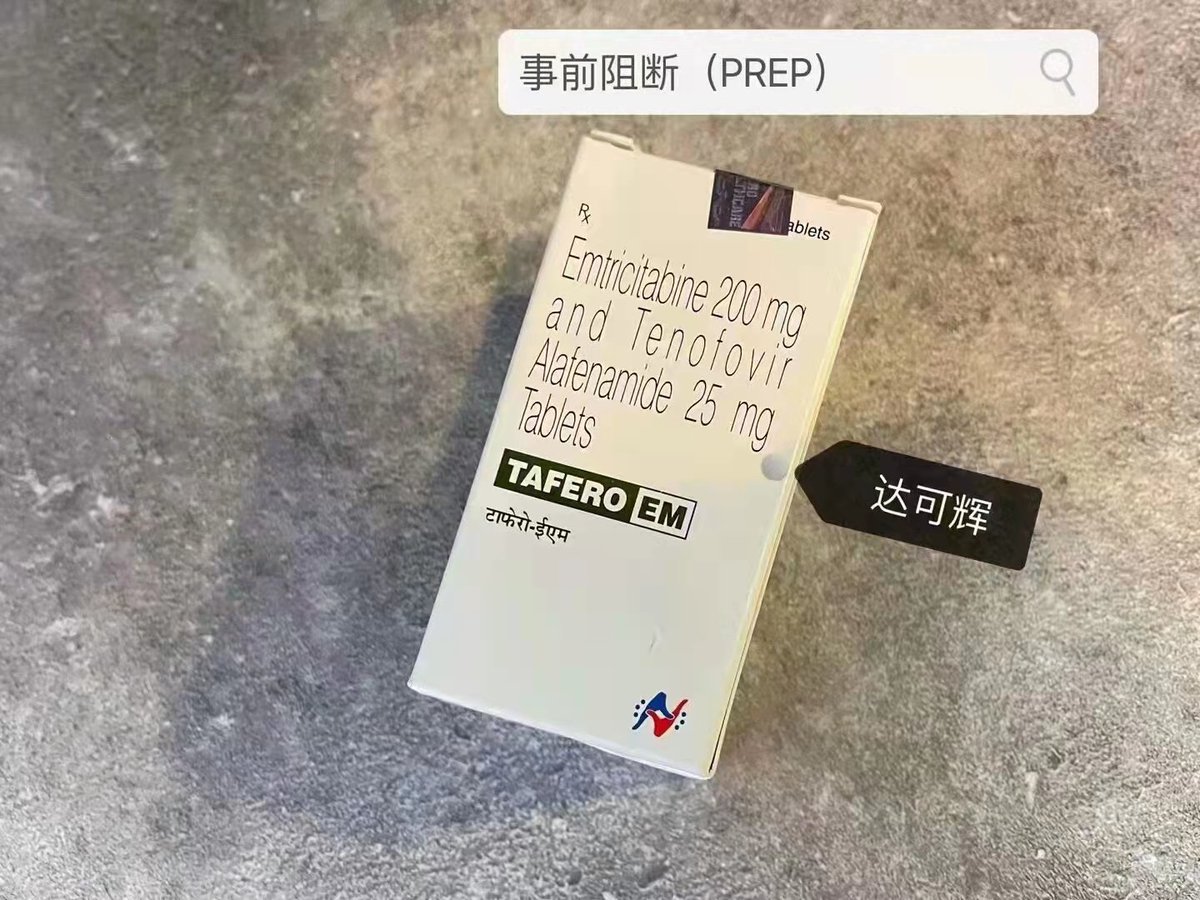 事前阻断（PREP）
Rx
ablets
Emtricitabine 200 mg
and Tenofovir
Alafenamide 25 mg
Tablets
TAFERO EM
टाफेरो-ईएम
达可辉